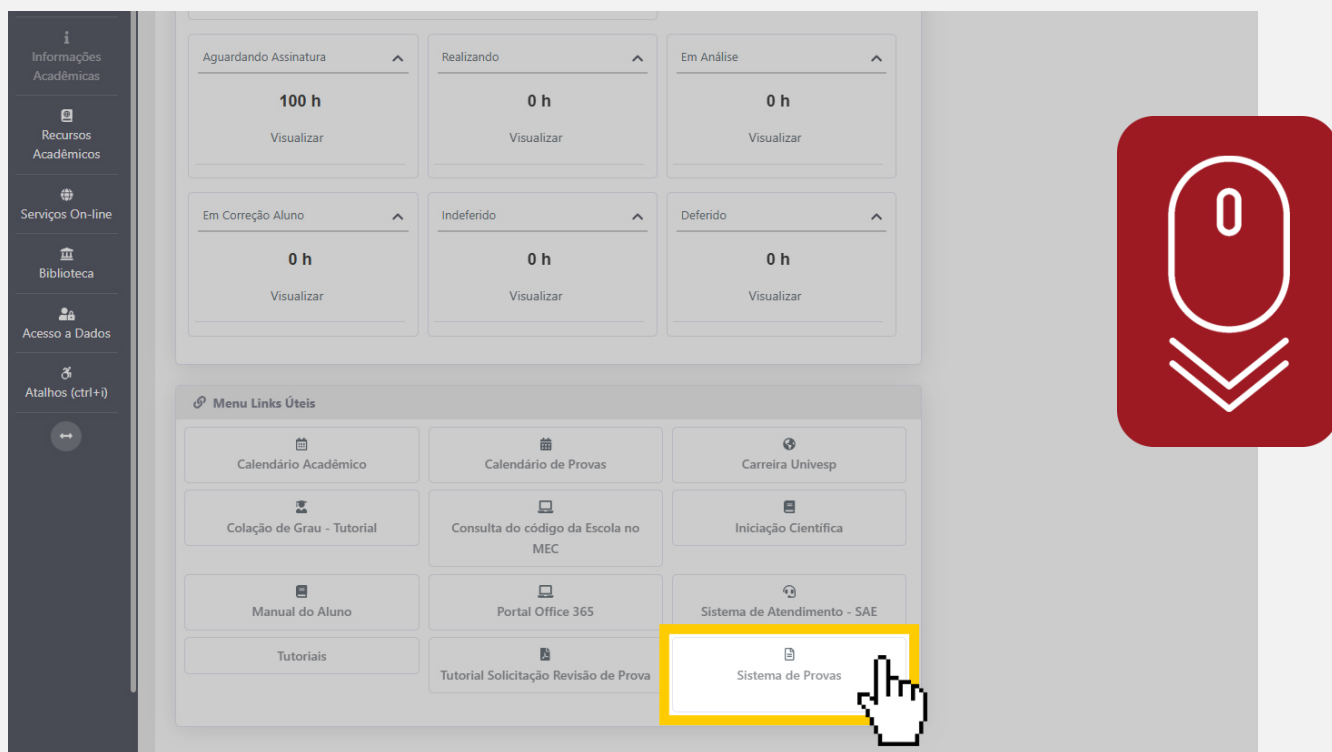 Informações
Acadêmicas
Recursos
Acadêmicos
Serviços On-line
Biblioteca
Acesso a Dados
Atalhos (ctrl+i)
Aguardando Assinatura
100 h
Visualizar
Realizando
0 h
Visualizar
Em Análise
0 h
Visualizar
Em Correção Aluno
0 h
Visualizar
Indeferido
0 h
Visualizar
Deferido
0 h
Visualizar
Menu Links Úteis
Calendário Acadêmico
Calendário de Provas
Carreira Univesp
Colação de Grau - Tutorial
Consulta do código da Escola no
MEC
Iniciação Científica
Manual do Aluno
Portal Office 365
Sistema de Atendimento - SAE
Tutoriais
Tutorial Solicitação Revisão de Prova
Sistema de Provas